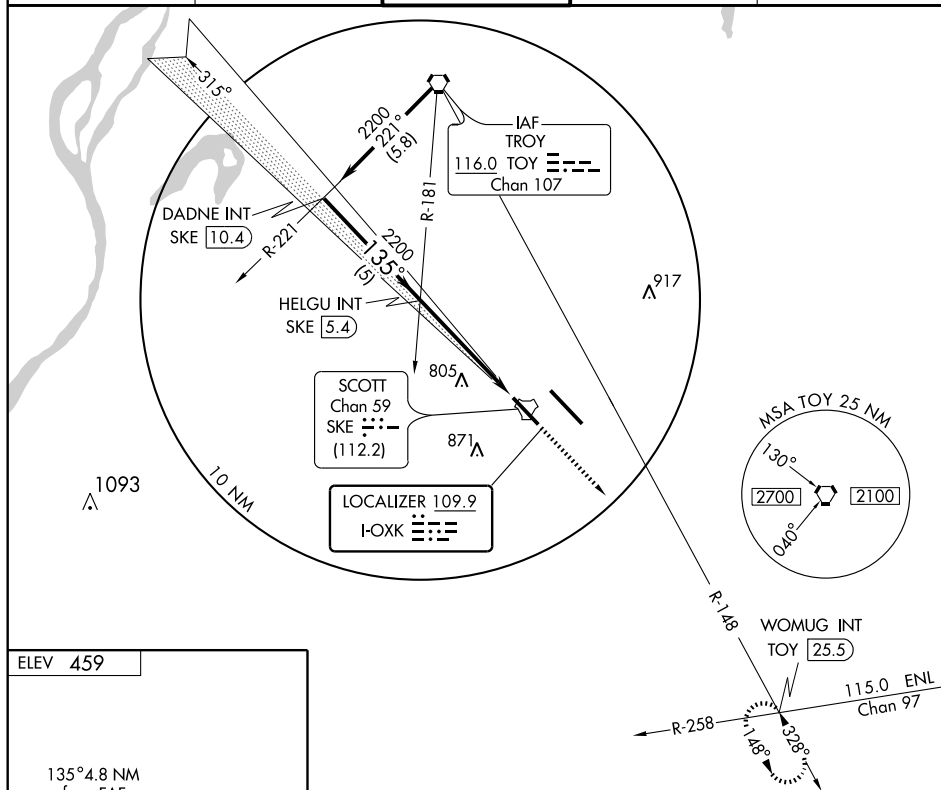 315°
2200
221°
(5.8)
IAF
TROY
116.0 TOY
Chan 107
R-181
DADNE INT
SKE 10.4
R-221
2200
135°
(5)
HELGU INT
SKE 5.4
917
805
SCOTT
Chan 59
SKE
(112.2)
871
MSA TOY 25 NM
130°
2700
2100
040°
1093
10 NM
LOCALIZER 109.9
I-OXK
R-148
WOMUG INT
TOY 25.5
115.0 ENL
Chan 97
R-258
148°
328°
ELEV 459
135°4.8 NM
from FAF